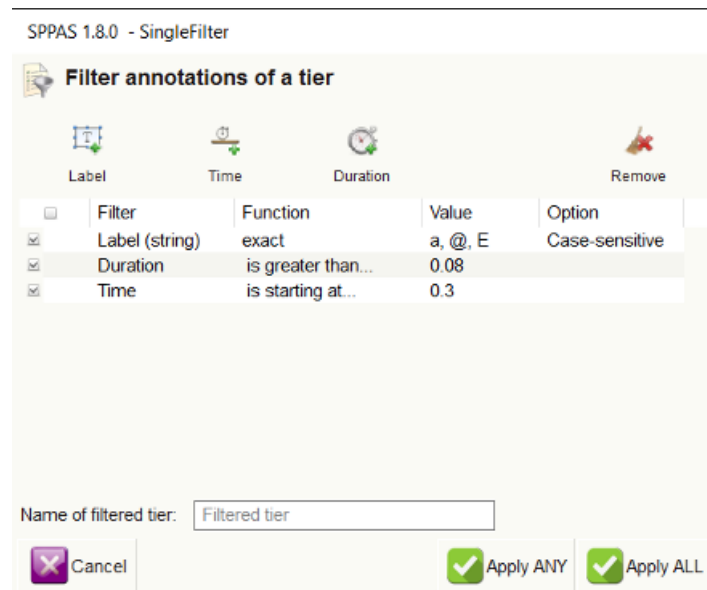 SPPAS 1.8.0 - SingleFilter
Filter annotations of a tier
Label Time Duration Remove
Filter Function Value Option
Label (string) exact a, @, E Case-sensitive
Duration is greater than... 0.08
Time is starting at... 0.3
Name of filtered tier: Filtered tier
Cancel Apply ANY Apply ALL